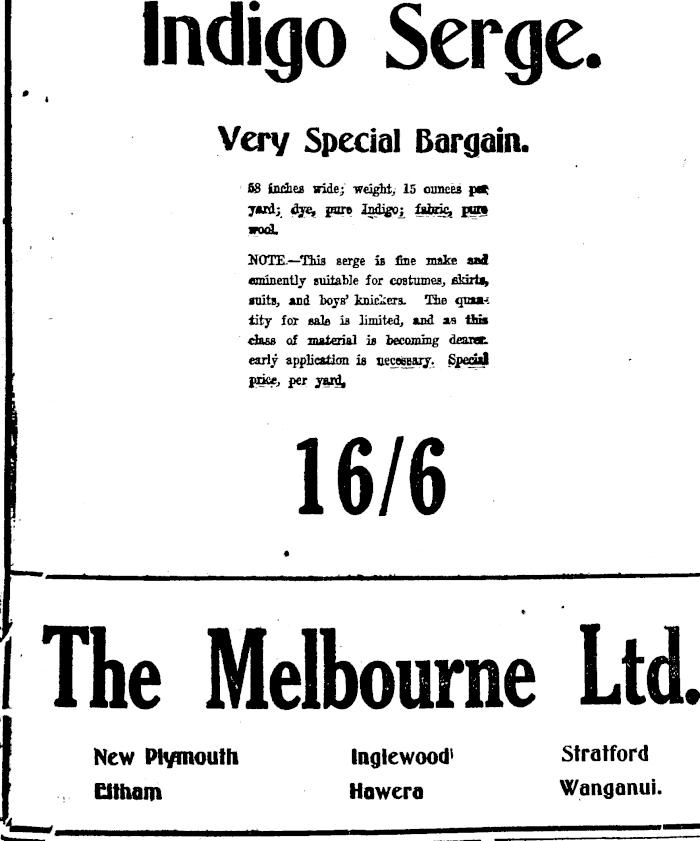 Indigo Serge.
Very Special Bargain.
58 inches wide; weight, 15 ounces per
yard; dye, pure Indigo; fabric, pure
wool.
NOTE.—This serge is fine make and
eminently suitable for costumes, skirts,
suits, and boys' knickers. The quan-
tity for sale is limited, and as this
class of material is becoming dearer.
early application is necessary. Special
price, per yard,
16/6
The Melbourne Ltd.
New Plymouth Inglewood Stratford
Eltham Hawera Wanganui.